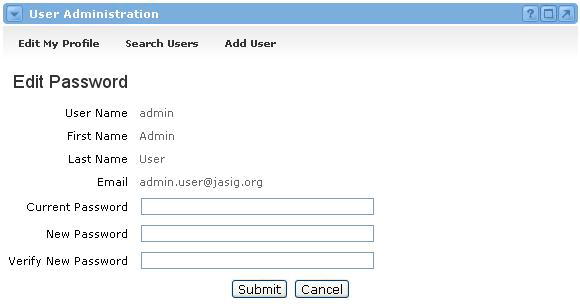 User Administration ?
Edit My Profile Search Users Add User
Edit Password
User Name admin
First Name Admin
Last Name User
Email admin.user@jasig.org
Current Password
New Password
Verify New Password
Submit Cancel